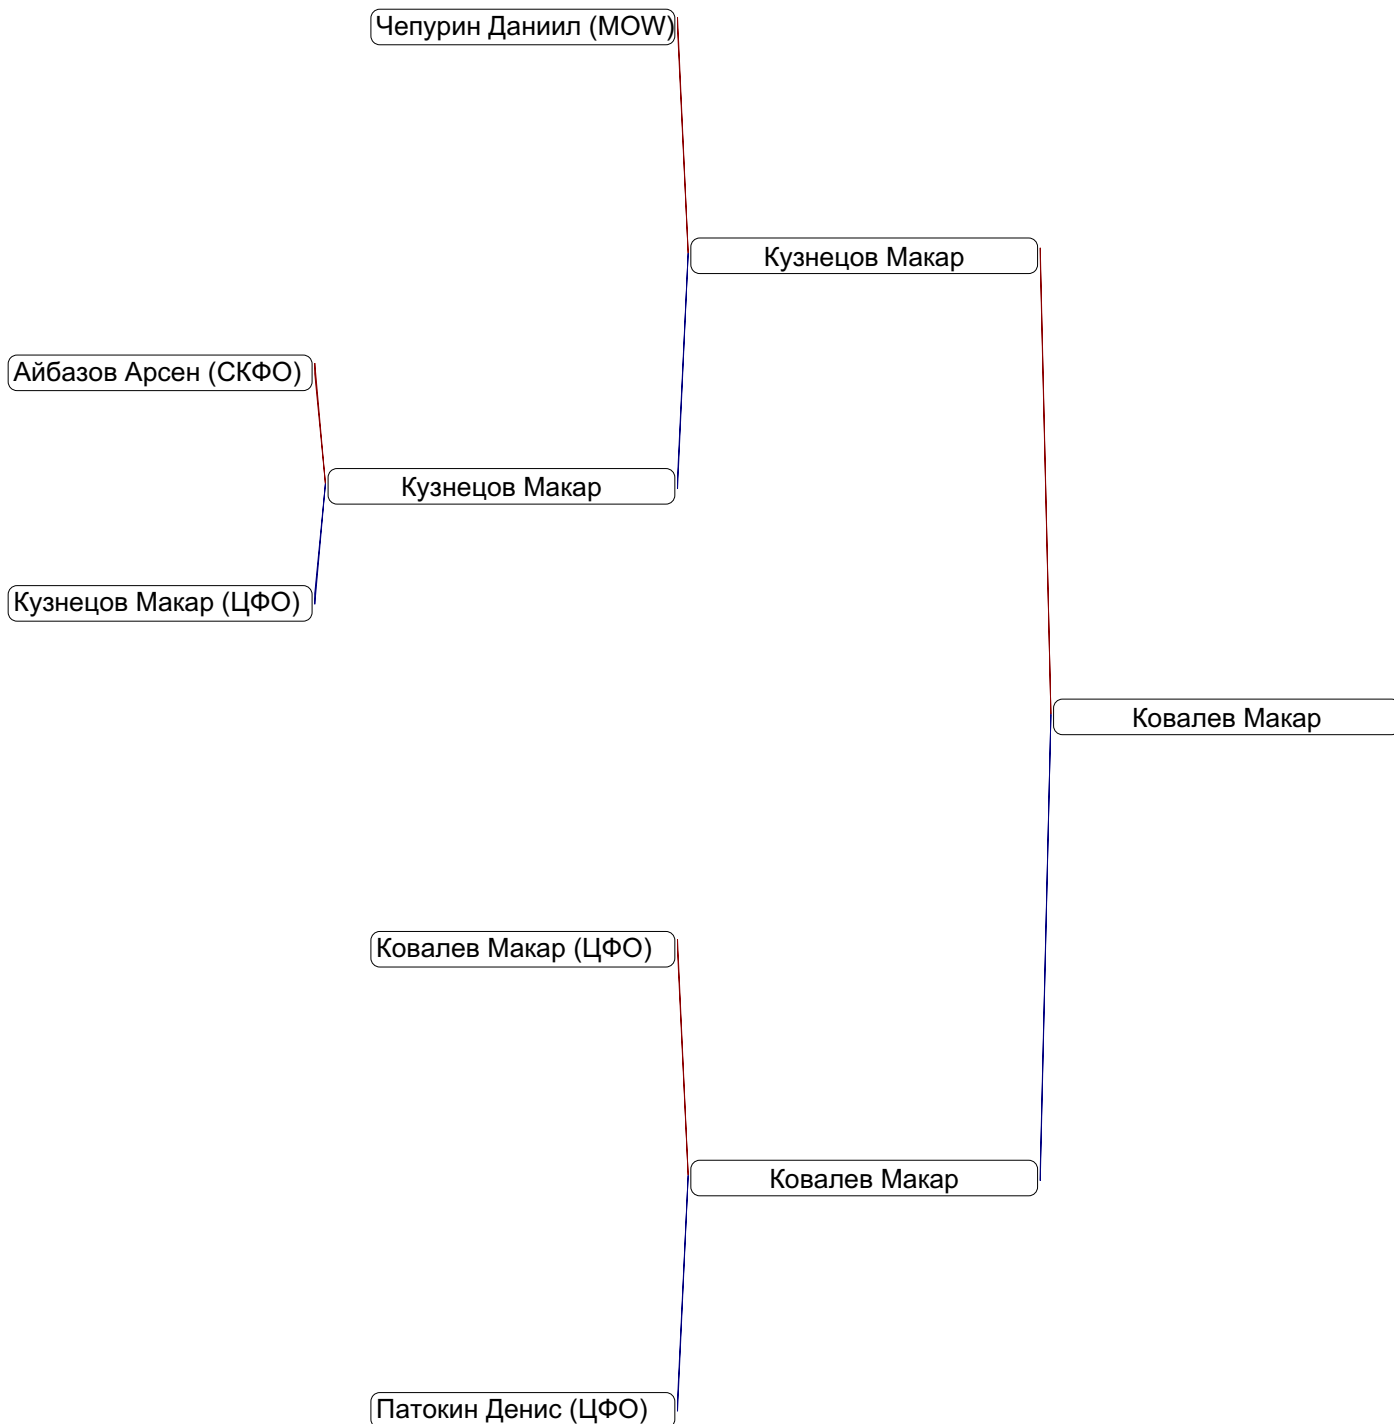 Чепурин Даниил (MOW)
Кузнецов Макар
Айбазов Арсен (СКФО)
Кузнецов Макар
Кузнецов Макар (ЦФО)
Ковалев Макар
Ковалев Макар (ЦФО)
Ковалев Макар
Патокин Денис (ЦФО)